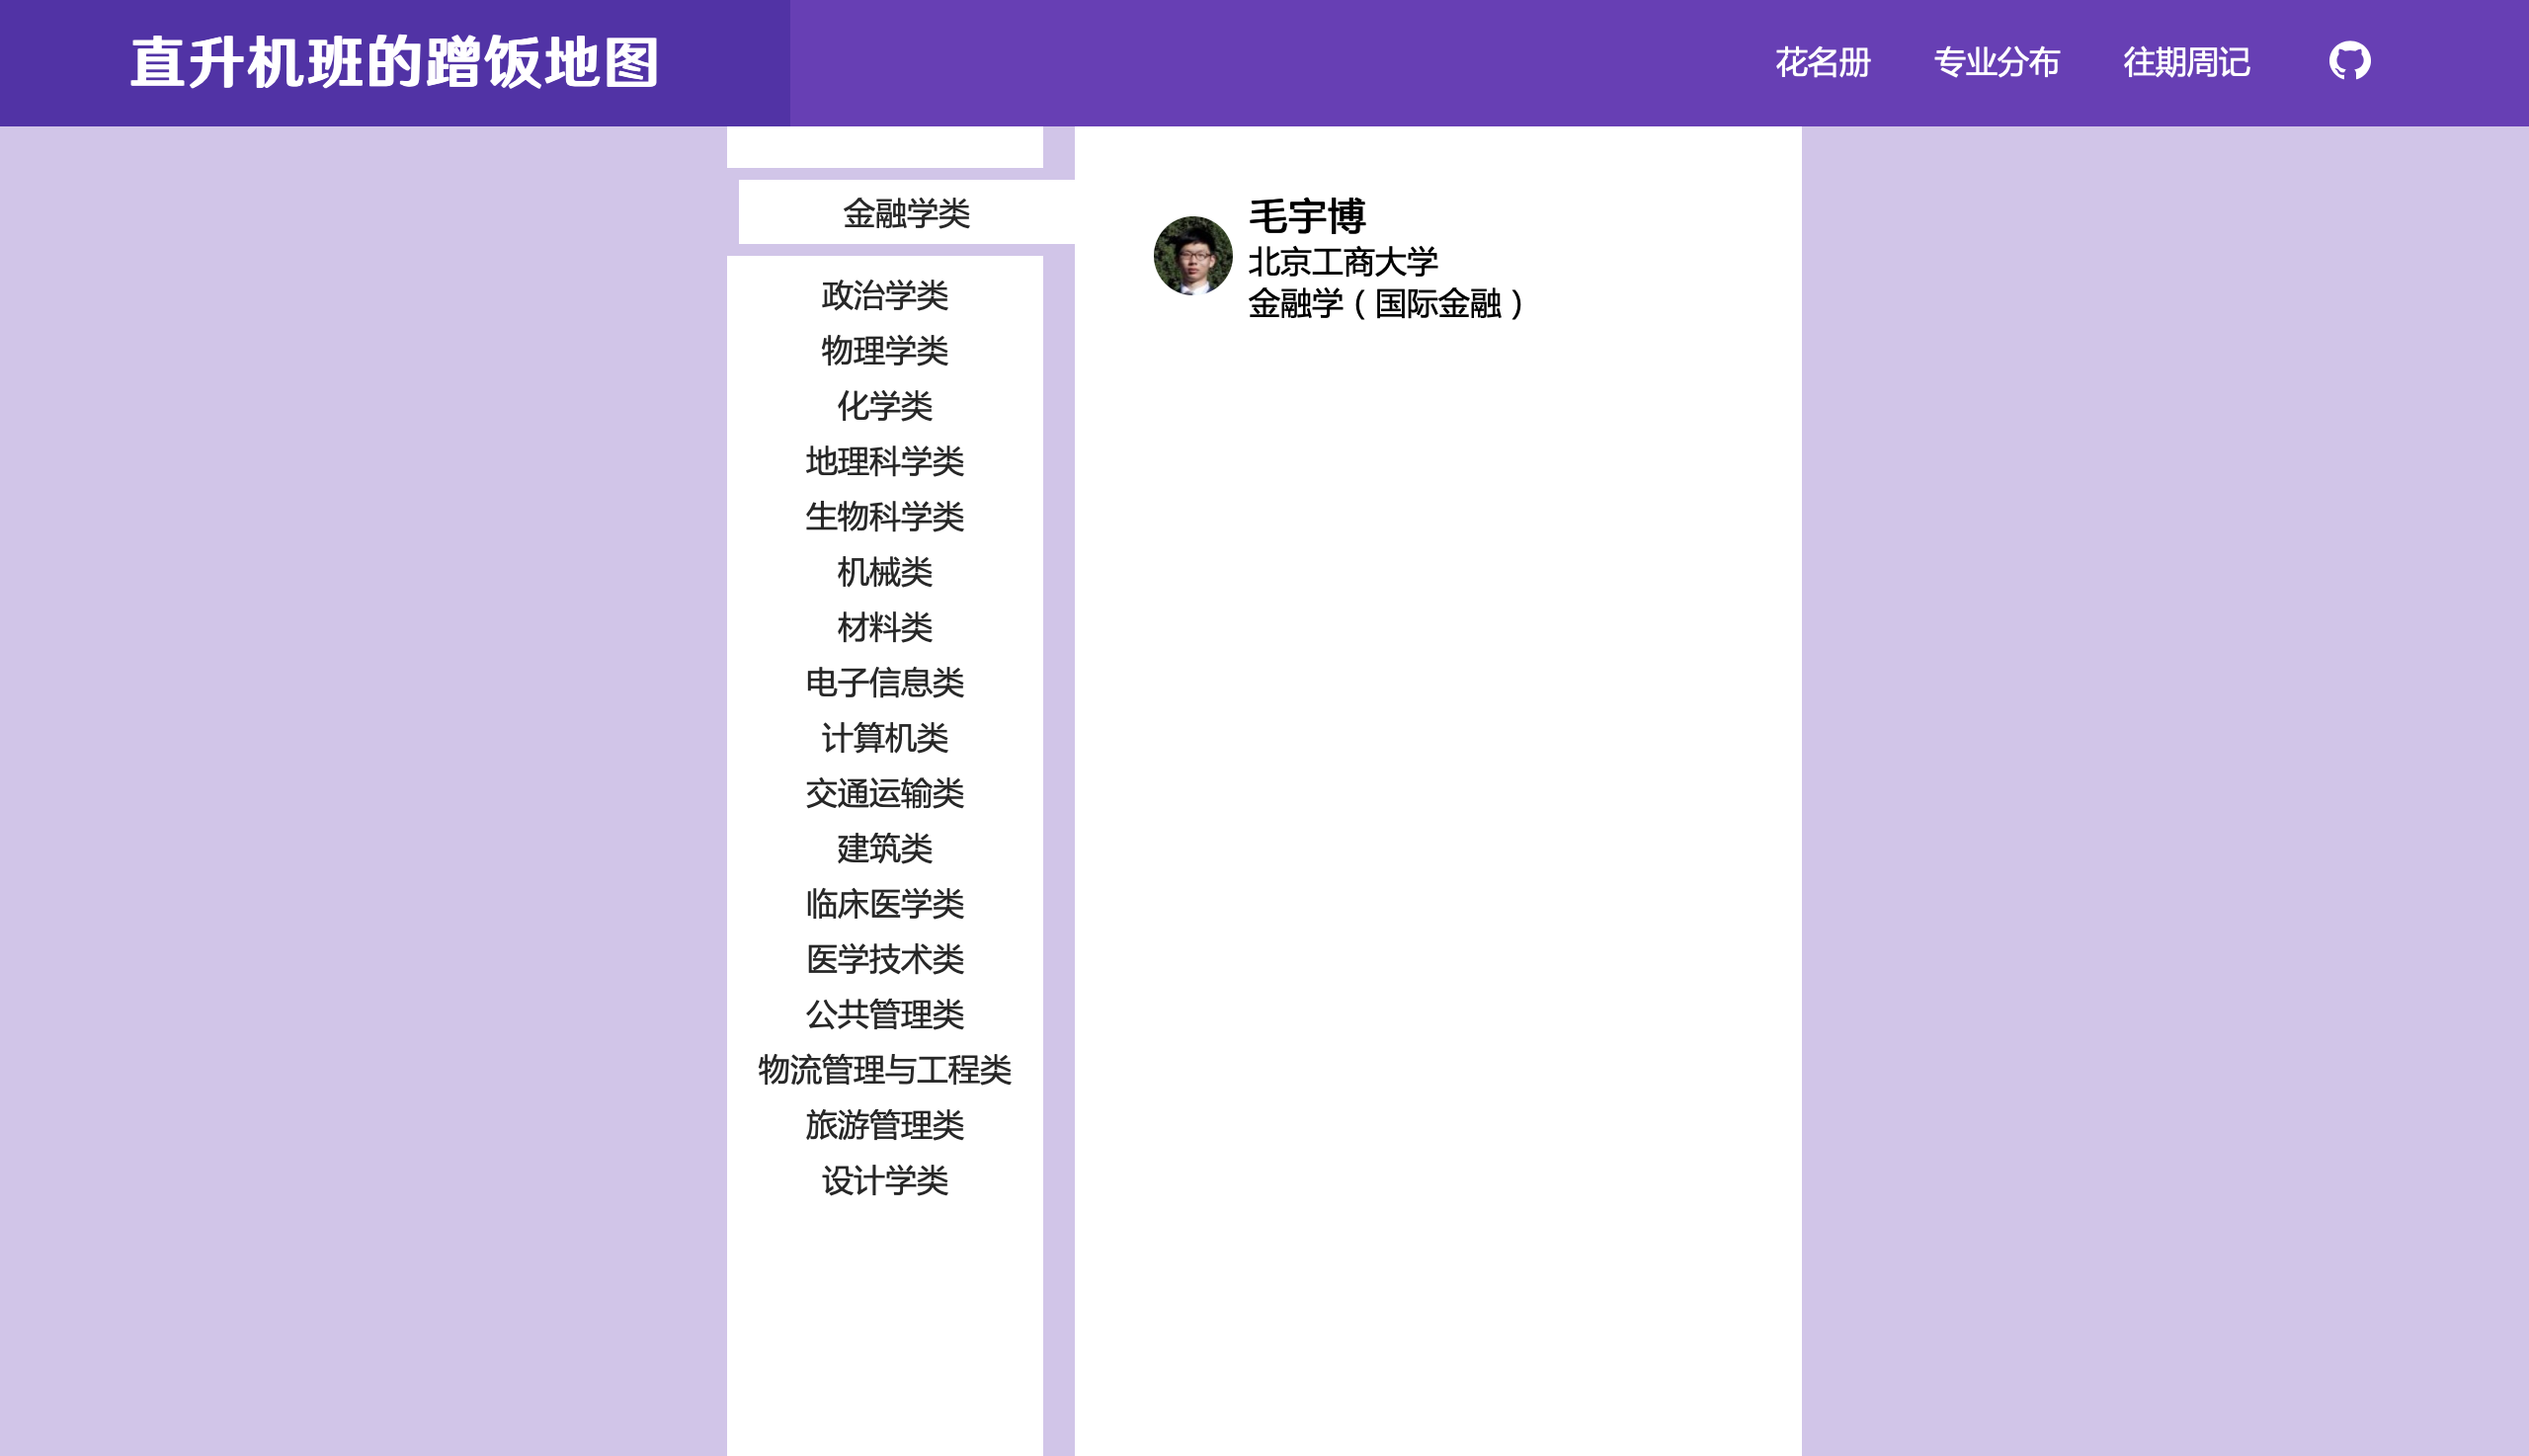 直升机班的蹭饭地图
花名册
专业分布
往期周记
金融学类
政治学类
物理学类
化学类
地理科学类
生物科学类
机械类
材料类
电子信息类
计算机类
交通运输类
建筑类
临床医学类
医学技术类
公共管理类
物流管理与工程类
旅游管理类
设计学类
毛宇博
北京工商大学
金融学（国际金融）